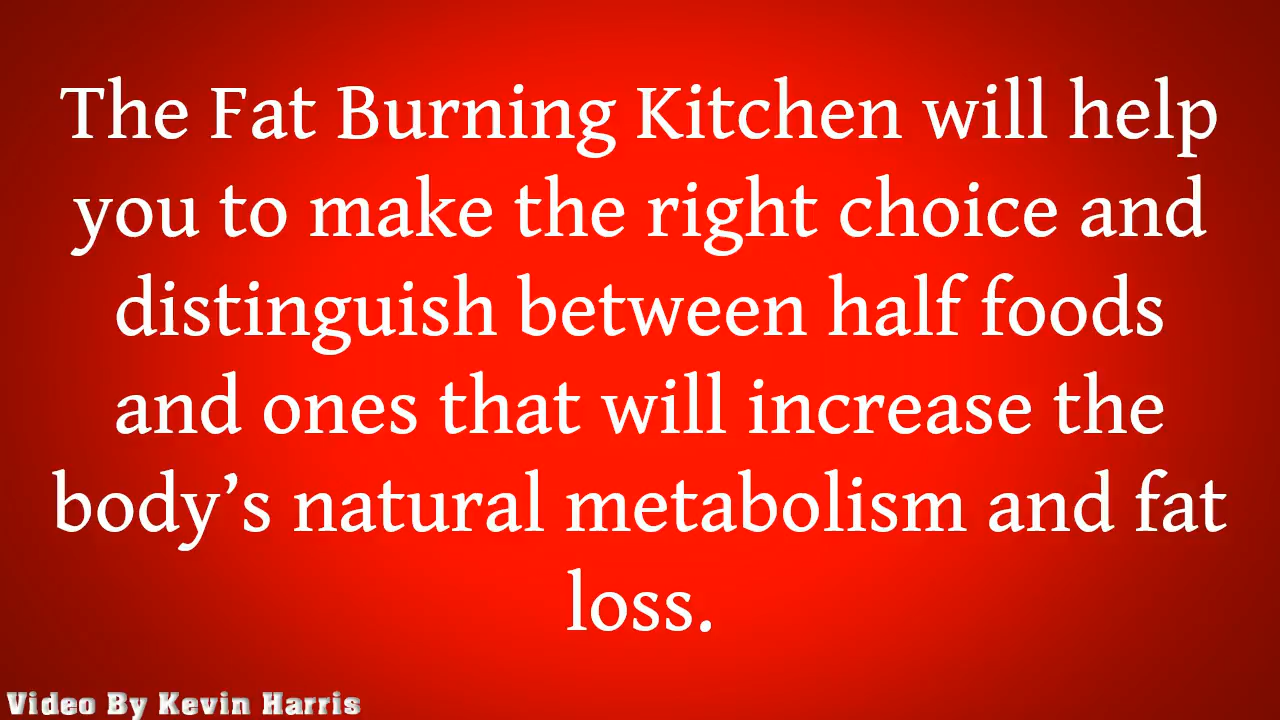 The Fat Burning Kitchen will help
you to make the right choice and
distinguish between half foods
and ones that will increase the
body’s natural metabolism and fat
loss.
Video By Kevin Harris